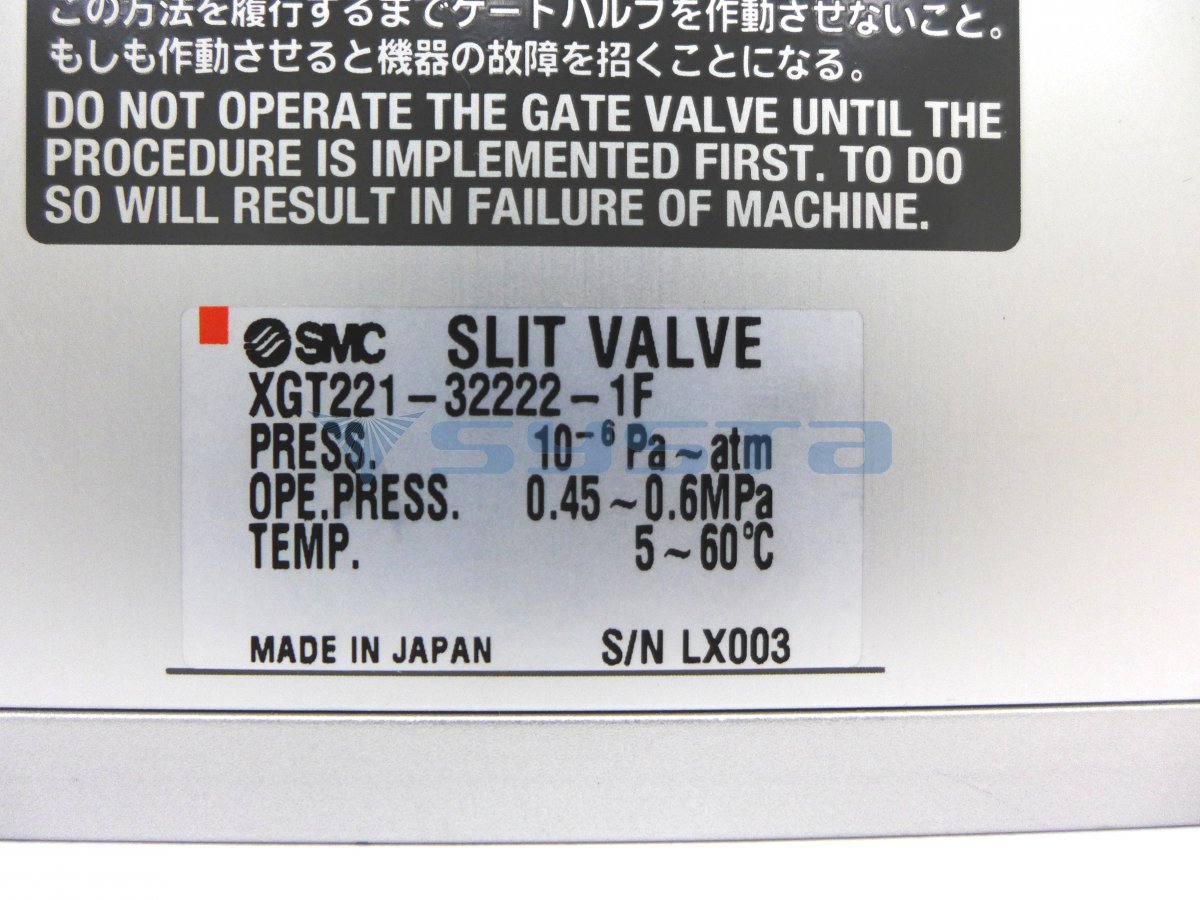 この方法を履行するまでゲートバルブを作動させないこと。
もしも作動させると機器の故障を招くことになる。
DO NOT OPERATE THE GATE VALVE UNTIL THE
PROCEDURE IS IMPLEMENTED FIRST. TO DO
SO WILL RESULT IN FAILURE OF MACHINE.
SMC SLIT VALVE
XGT221-32222-1F
PRESS. 10⁻⁶ Pa~atm
OPE.PRESS. 0.45~0.6MPa
TEMP. 5~60℃
MADE IN JAPAN S/N LX003
systa